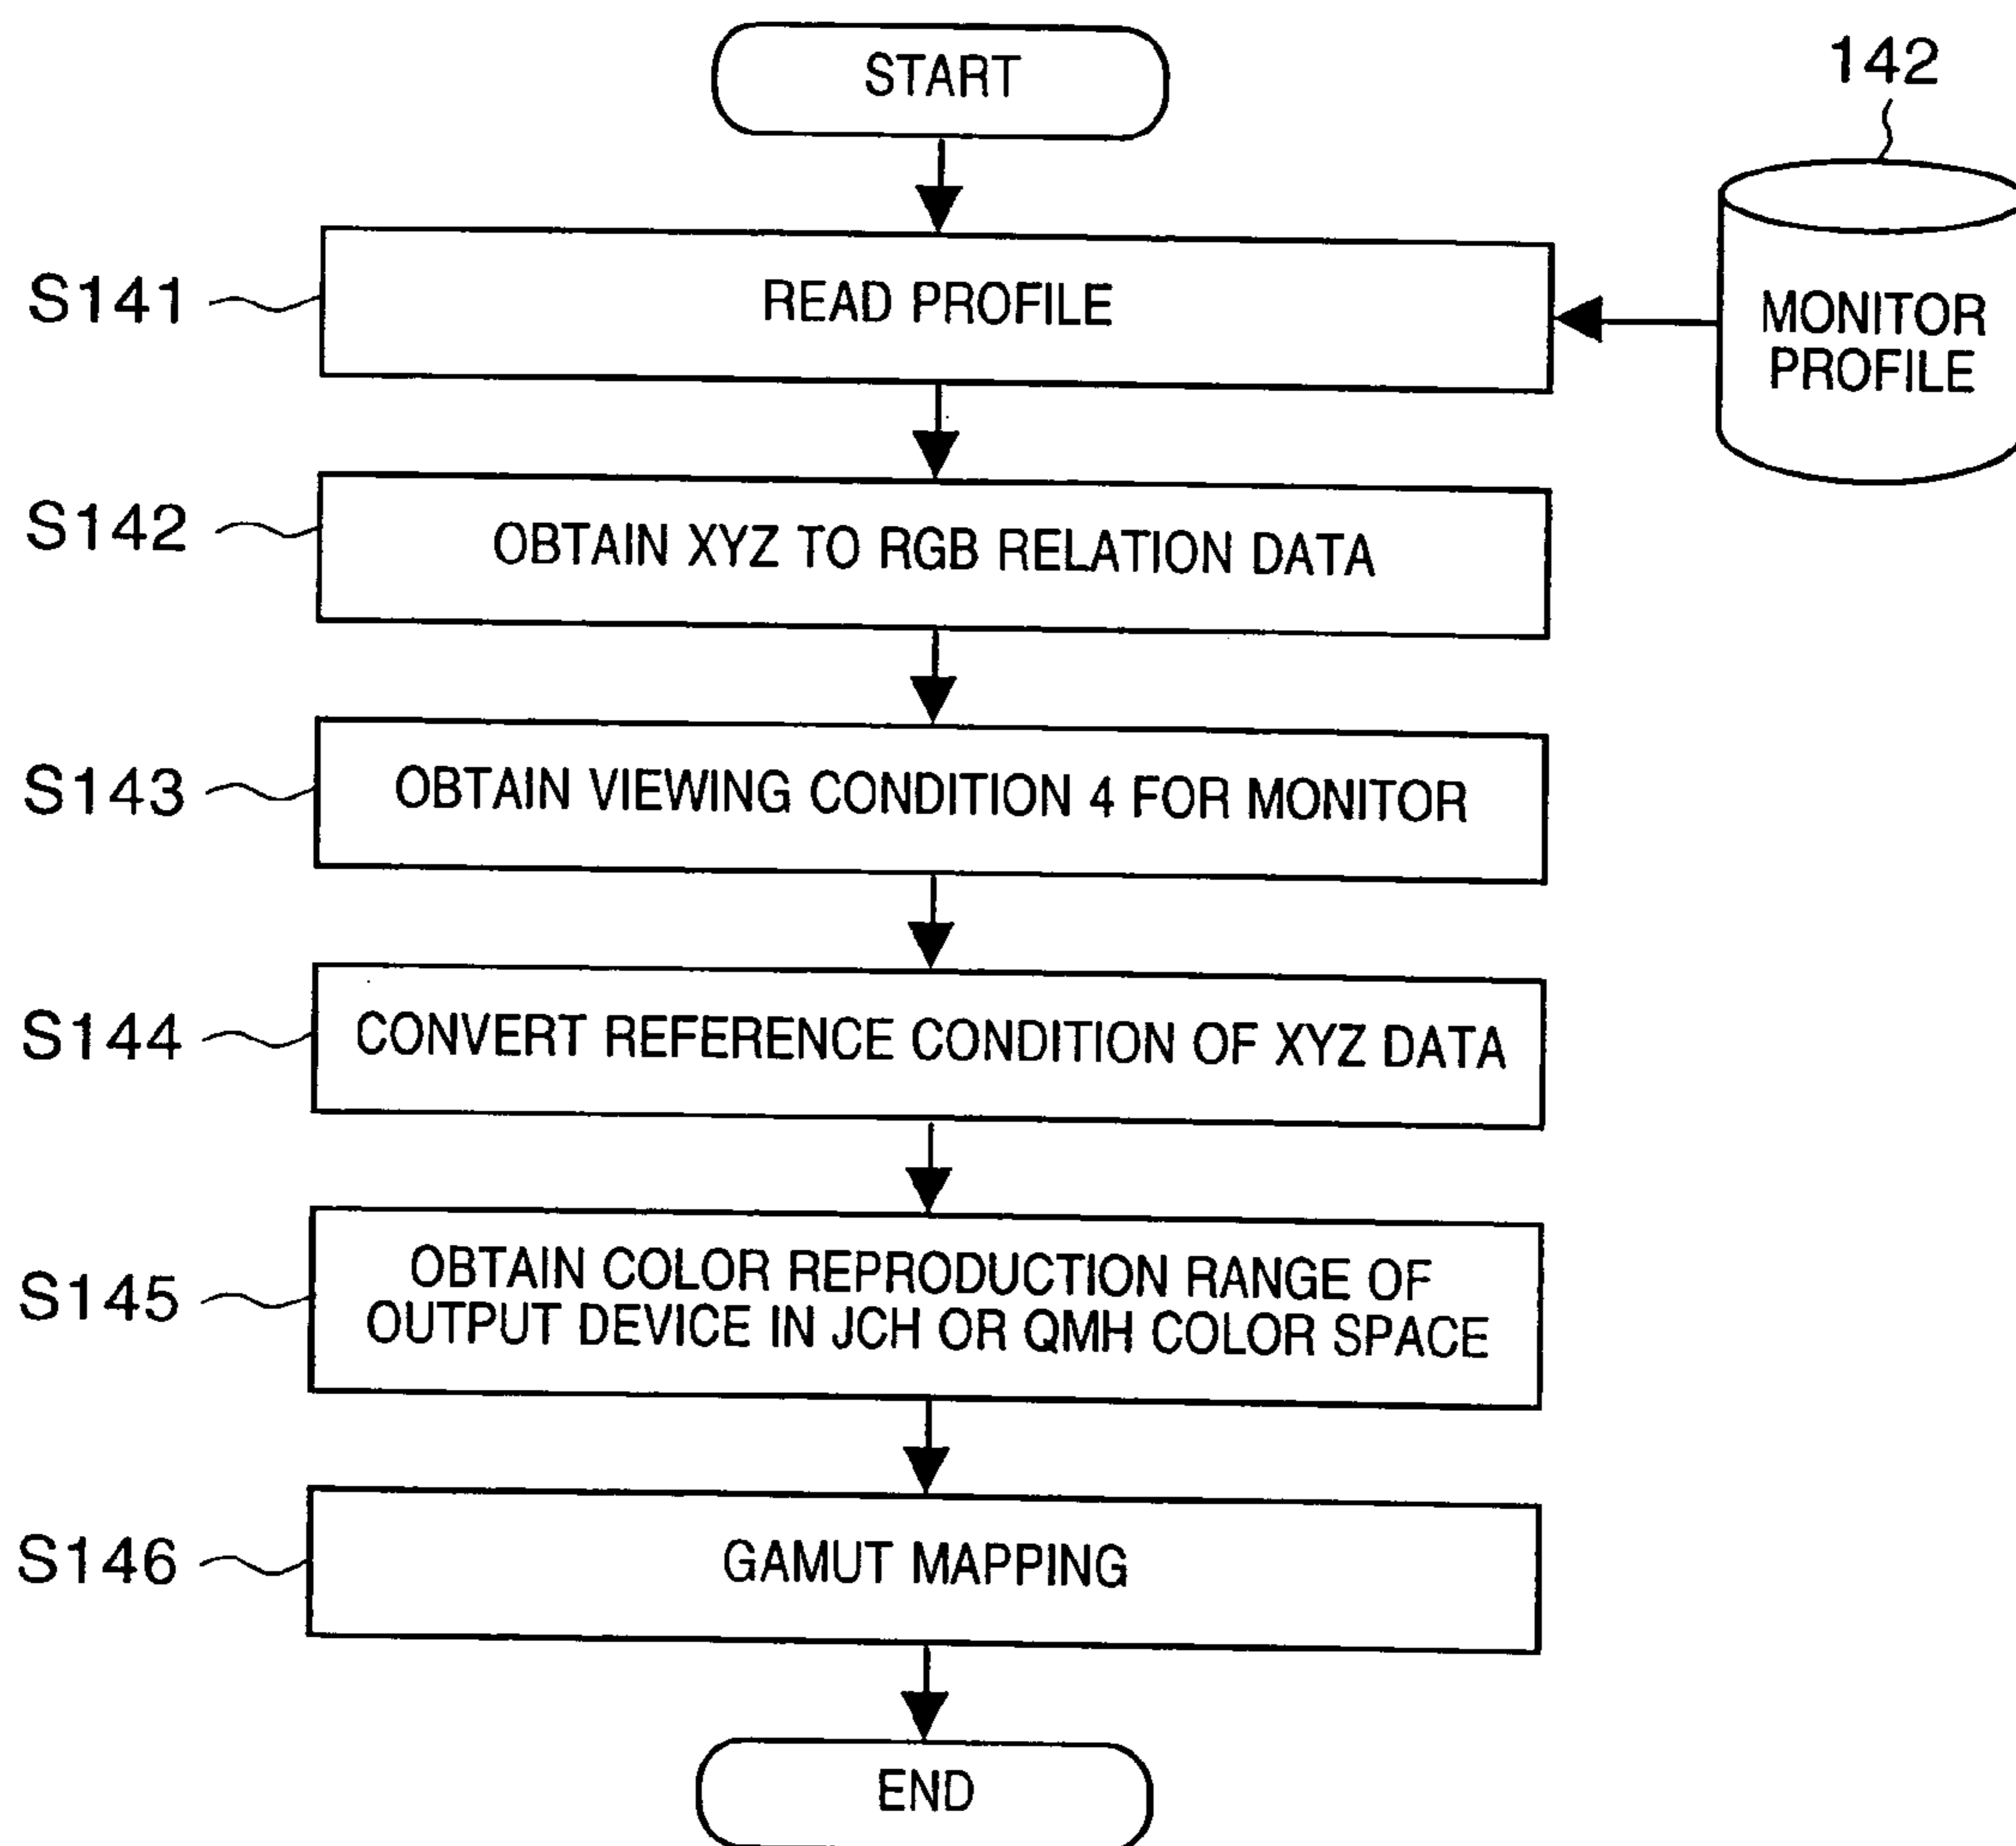 START
142
S141
READ PROFILE
MONITOR
PROFILE
S142
OBTAIN XYZ TO RGB RELATION DATA
S143
OBTAIN VIEWING CONDITION 4 FOR MONITOR
S144
CONVERT REFERENCE CONDITION OF XYZ DATA
S145
OBTAIN COLOR REPRODUCTION RANGE OF
OUTPUT DEVICE IN JCH OR QMH COLOR SPACE
S146
GAMUT MAPPING
END